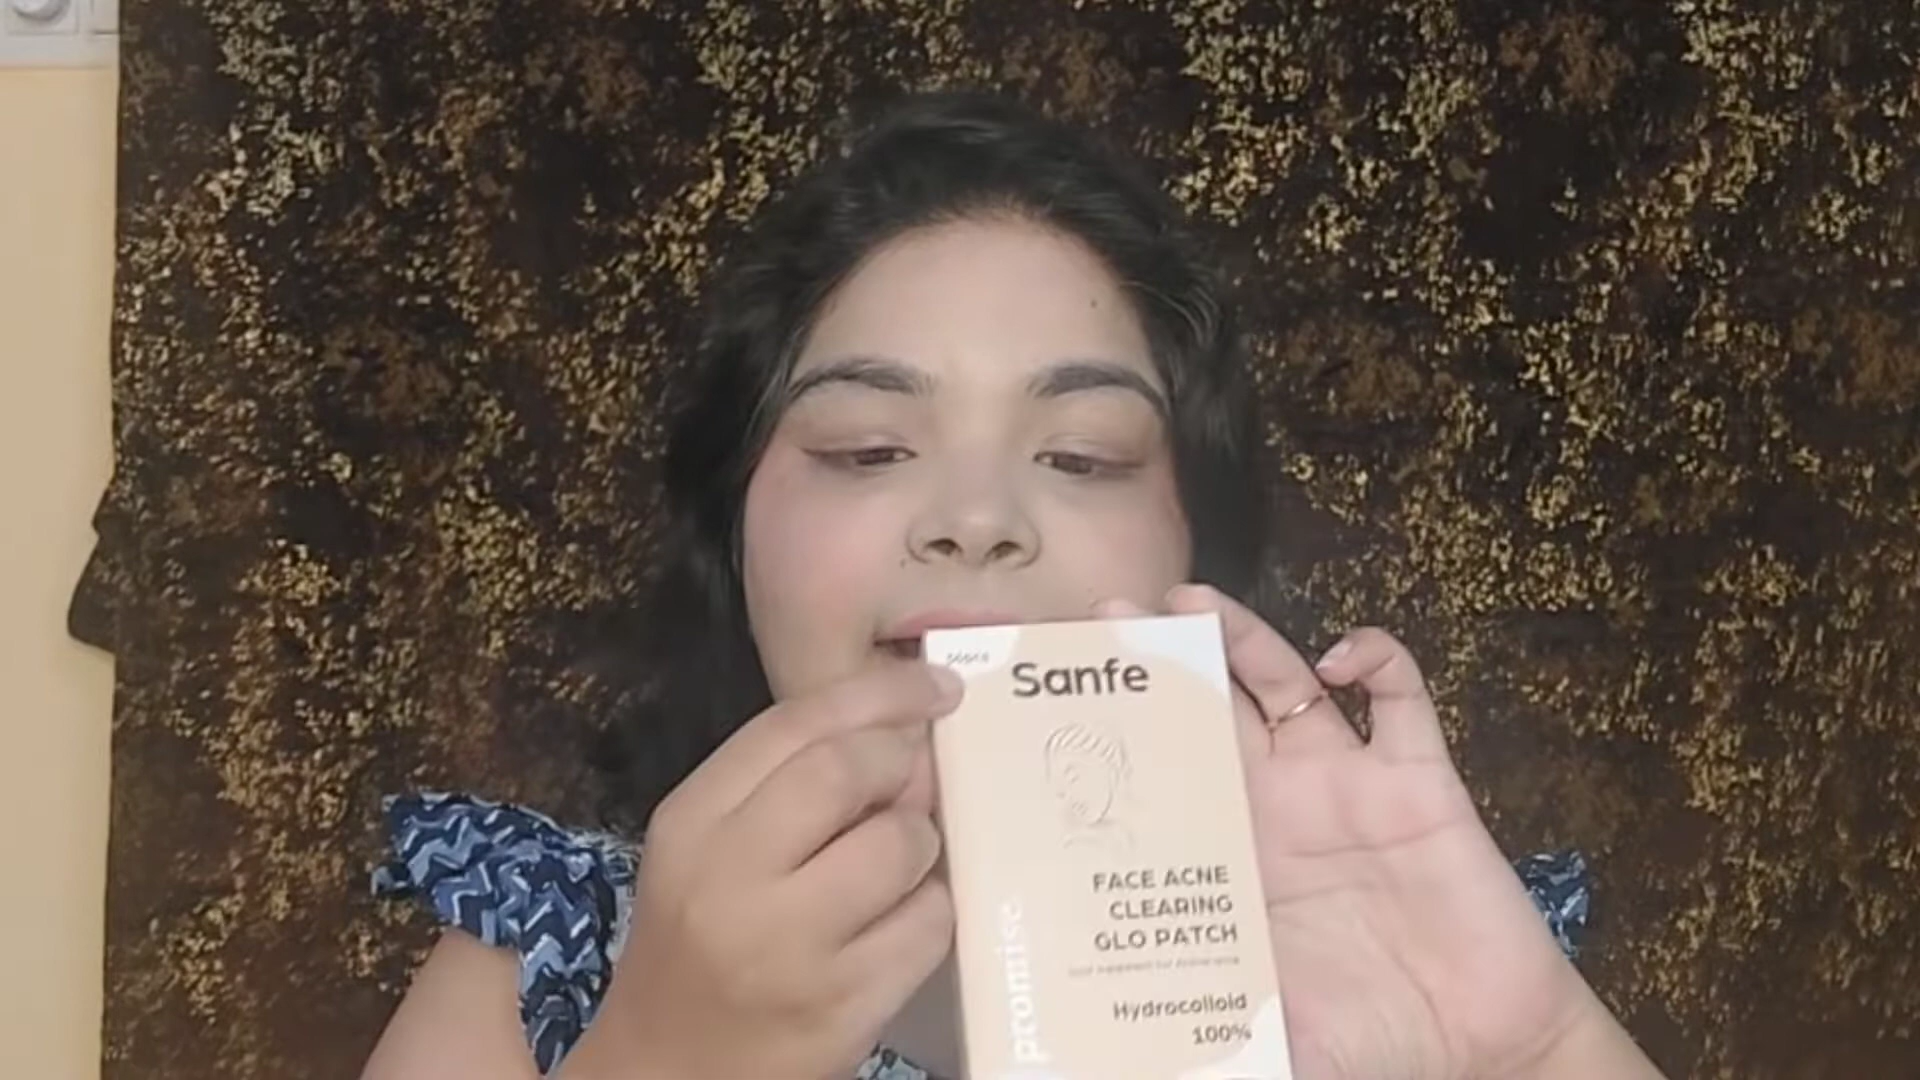 Sanfe
FACE ACNE
CLEARING
GLO PATCH
Hydrocolloid
100%
promise